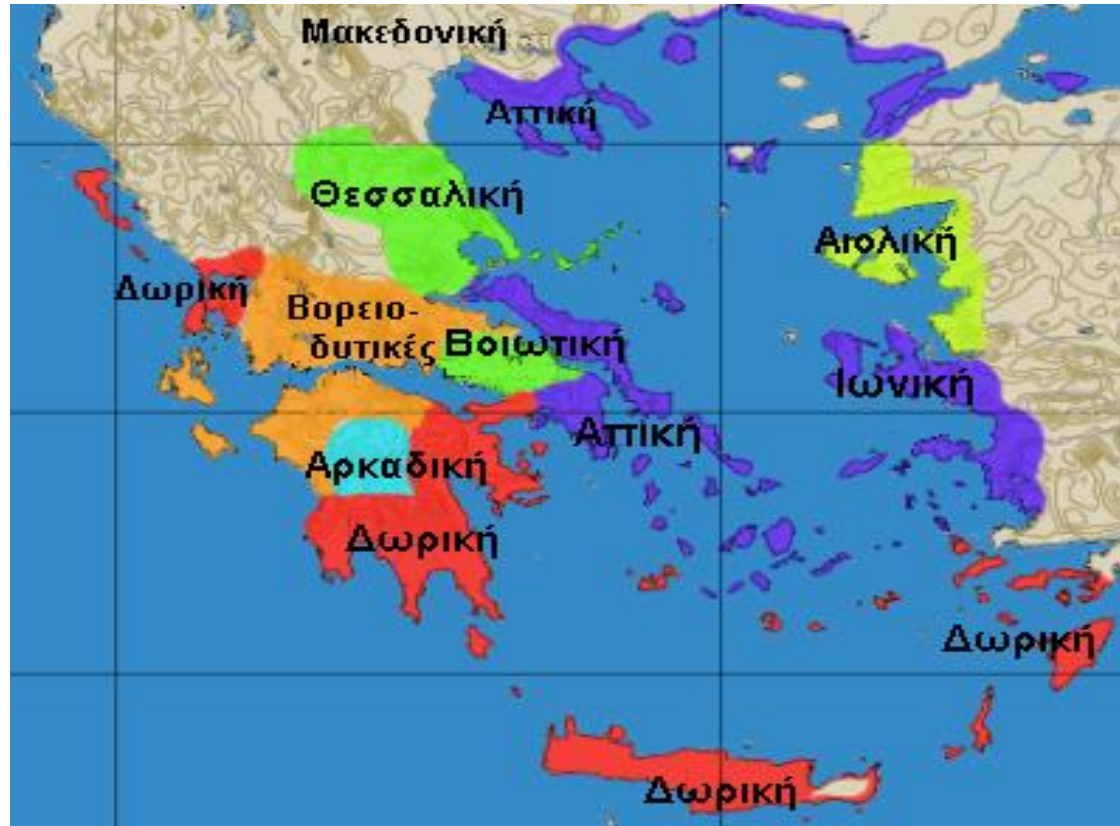 Μακεδονική
Αττική
Θεσσαλική
Αιολική
Δωρική
Βορειο-
δυτικές
Βοιωτική
Ιωνική
Αττική
Αρκαδική
Δωρική
Δωρική
Δωρική